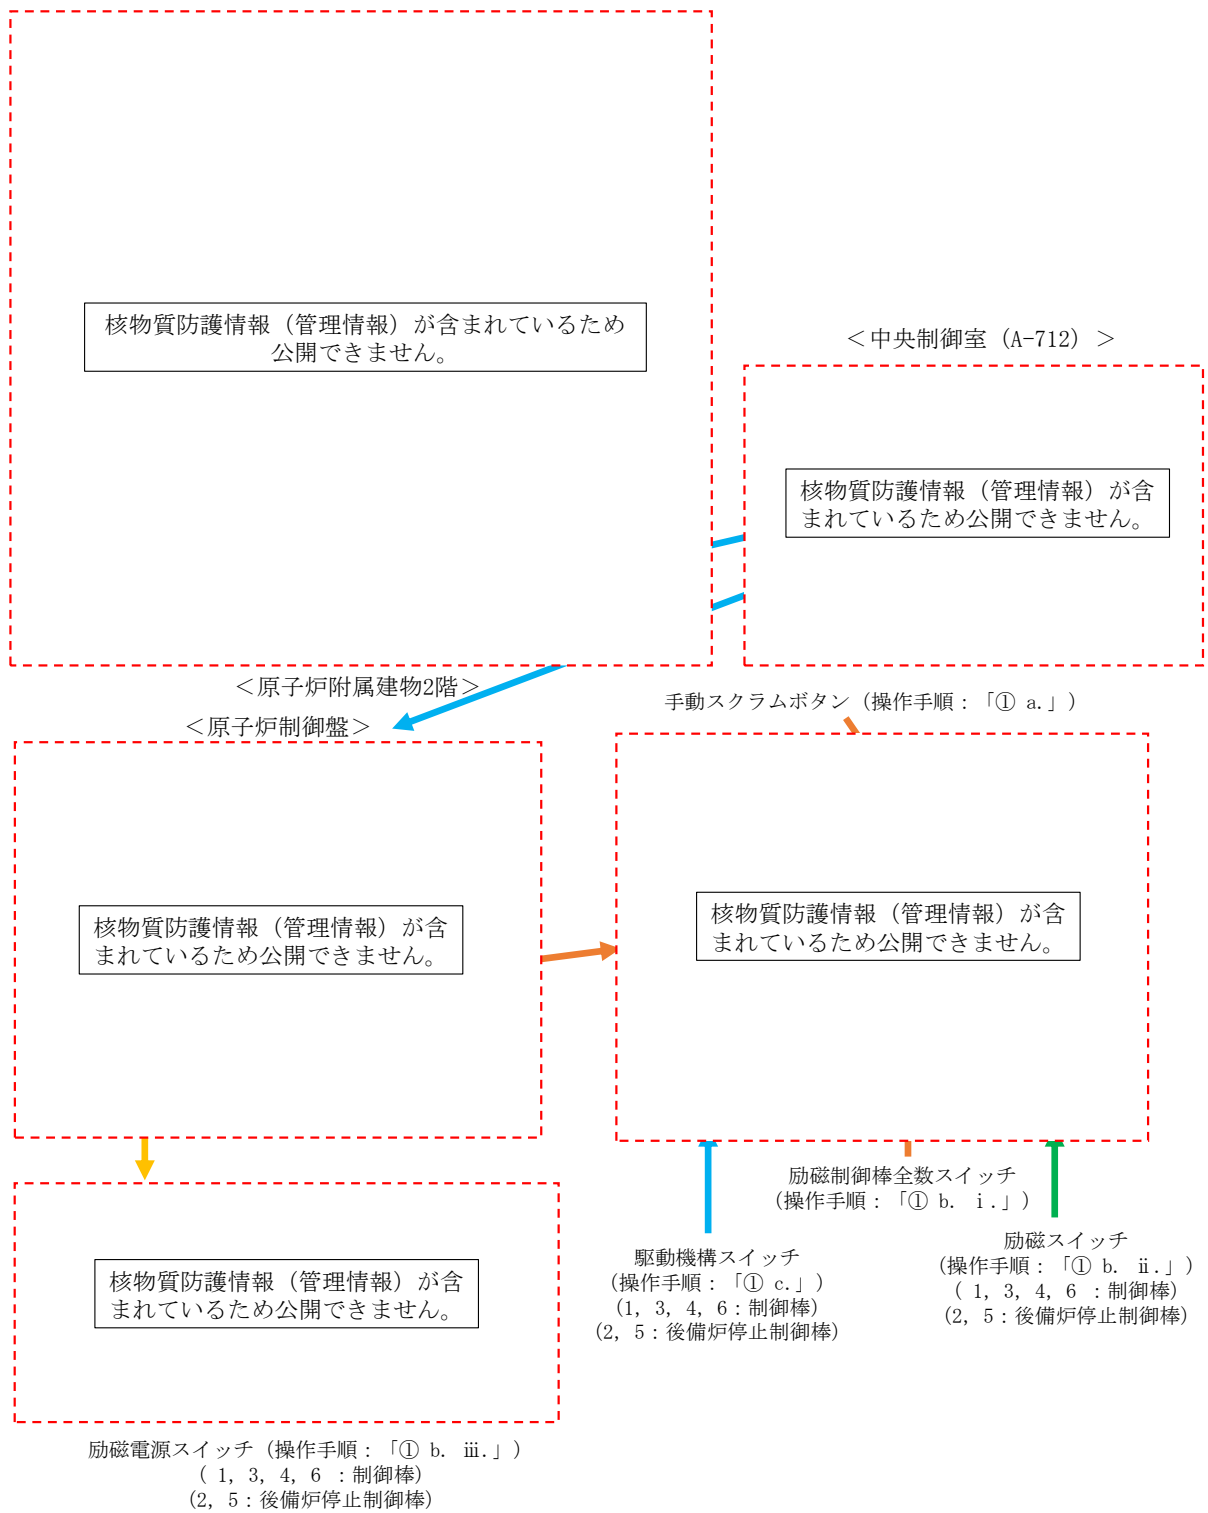 核物質防護情報（管理情報）が含まれているため
公開できません。
＜中央制御室（A-712）＞
核物質防護情報（管理情報）が含
まれているため公開できません。
＜原子炉附属建物2階＞
手動スクラムボタン（操作手順：「① a.」）
＜原子炉制御盤＞
核物質防護情報（管理情報）が含
まれているため公開できません。
核物質防護情報（管理情報）が含
まれているため公開できません。
励磁制御棒全数スイッチ
（操作手順：「① b. ⅰ.」）
駆動機構スイッチ
（操作手順：「① c.」）
（1, 3, 4, 6：制御棒）
（2, 5：後備炉停止制御棒）
励磁スイッチ
（操作手順：「① b. ⅱ.」）
（ 1, 3, 4, 6 ：制御棒）
（2, 5：後備炉停止制御棒）
核物質防護情報（管理情報）が含
まれているため公開できません。
励磁電源スイッチ（操作手順：「① b. ⅲ.」）
（ 1, 3, 4, 6 ：制御棒）
（2, 5：後備炉停止制御棒）